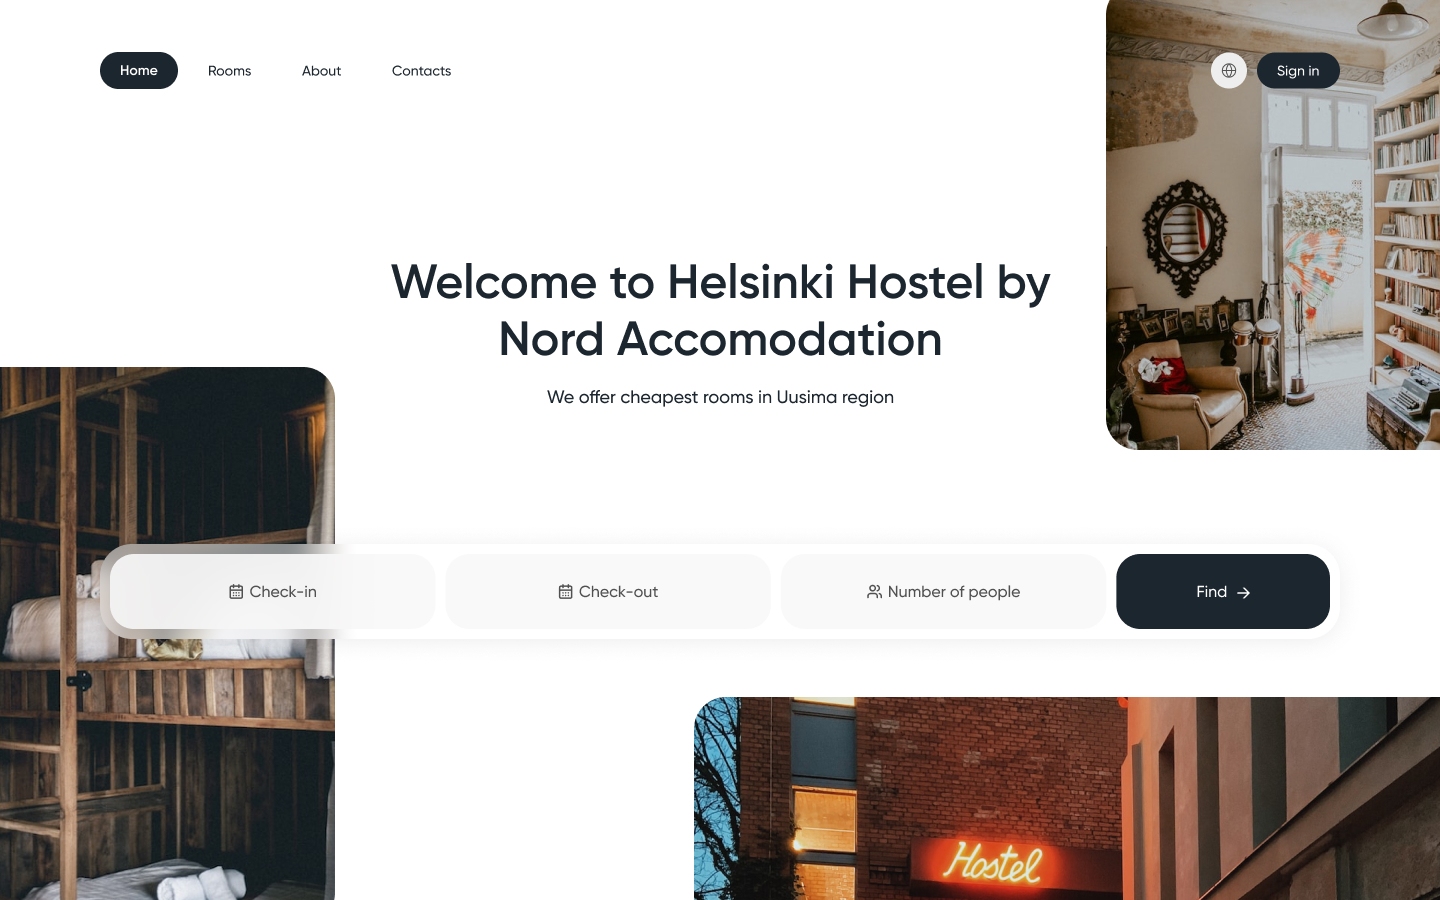 Home
Rooms
About
Contacts
Sign in
Welcome to Helsinki Hostel by
Nord Accomodation
We offer cheapest rooms in Uusima region
Check-in
Check-out
Number of people
Find
Hostel